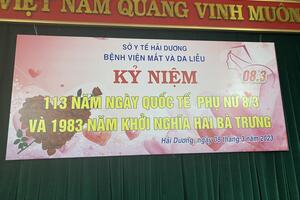 VIỆT NAM QUANG VINH MUÔN
SỞ Y TẾ HẢI DƯƠNG
BỆNH VIỆN MẮT VÀ DA LIỄU
KỶ NIỆM
08.3
113 NĂM NGÀY QUỐC TẾ PHỤ NỮ 8/3
VÀ 1983 NĂM KHỞI NGHĨA HAI BÀ TRƯNG
Hải Dương, ngày 08 tháng 3 năm 2023